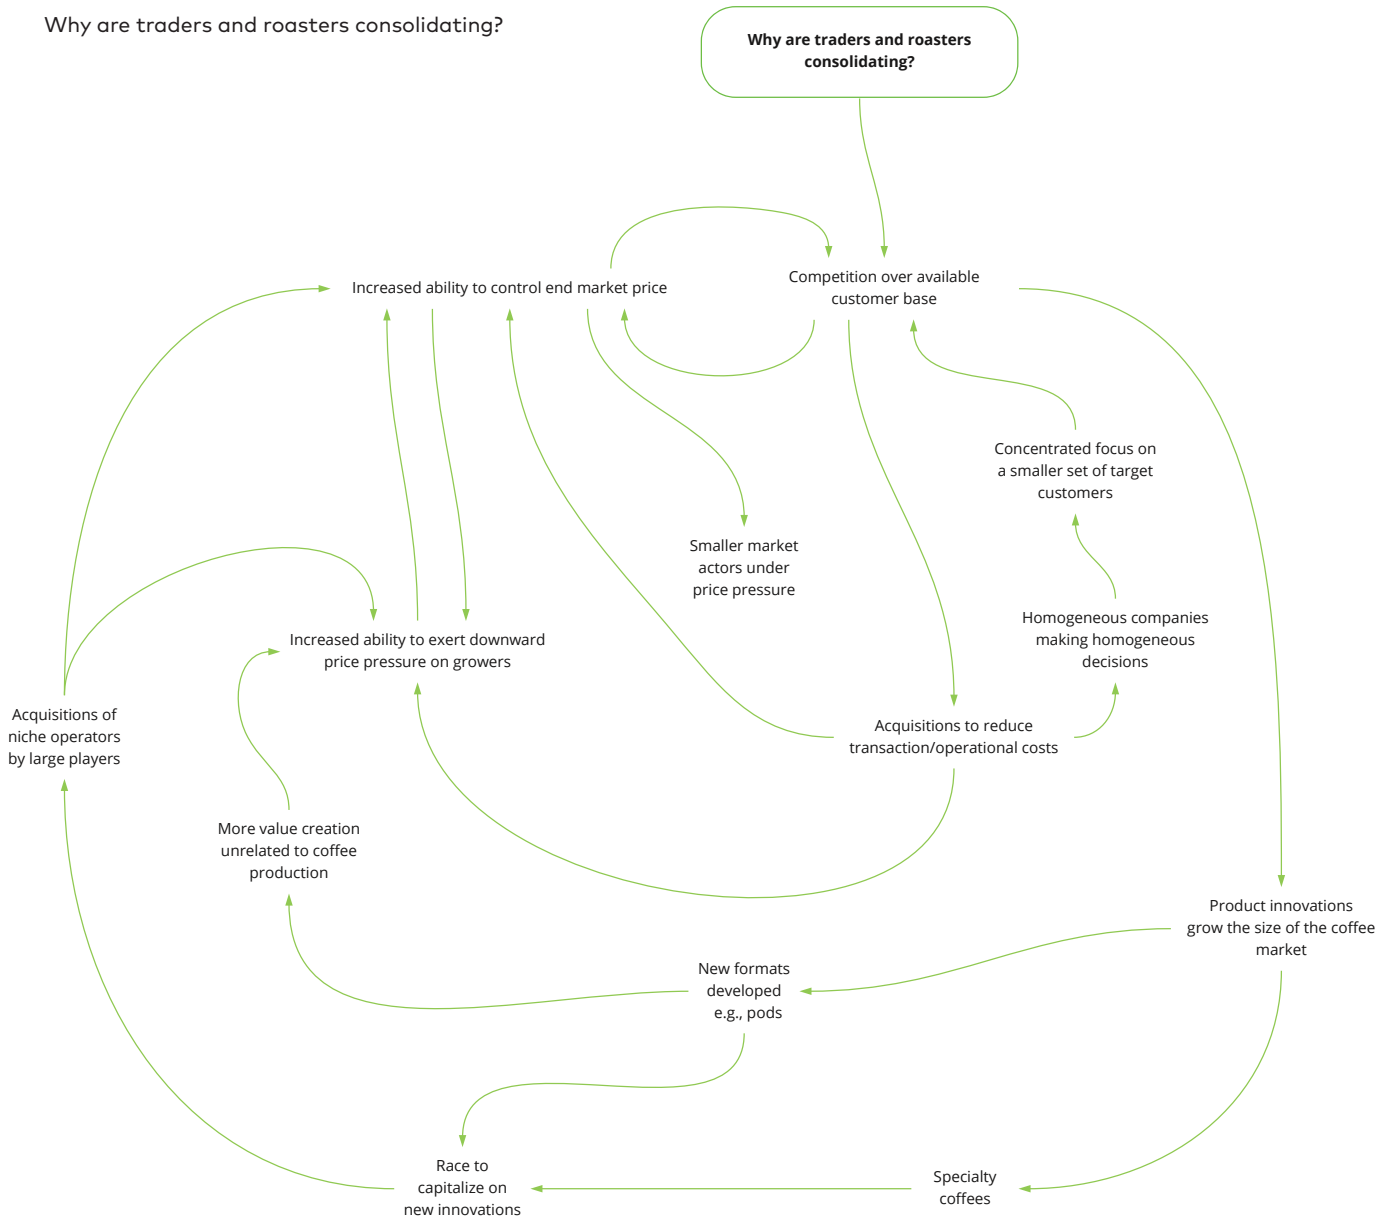 Why are traders and roasters consolidating?
Why are traders and roasters
consolidating?
Increased ability to control end market price
Competition over available
customer base
Concentrated focus on
a smaller set of target
customers
Smaller market
actors under
price pressure
Homogeneous companies
making homogeneous
decisions
Increased ability to exert downward
price pressure on growers
Acquisitions of
niche operators
by large players
Acquisitions to reduce
transaction/operational costs
More value creation
unrelated to coffee
production
Product innovations
grow the size of the coffee
market
New formats
developed
e.g., pods
Race to
capitalize on
new innovations
Specialty
coffees